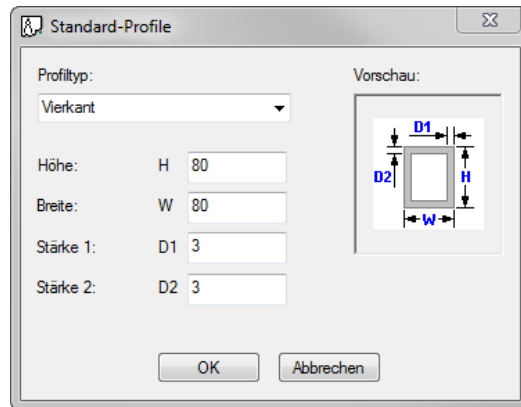 Standard-Profile
Profiltyp:
Vierkant
Vorschau:
Höhe: H 80
Breite: W 80
Stärke 1: D1 3
Stärke 2: D2 3
D1
D2
H
W
OK
Abbrechen